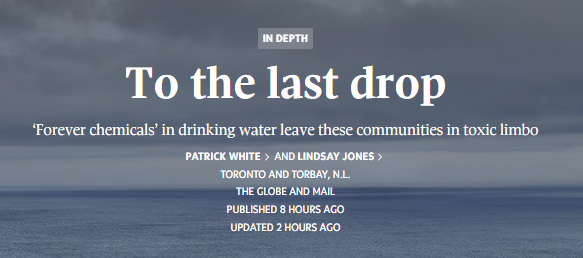 IN DEPTH
To the last drop
‘Forever chemicals’ in drinking water leave these communities in toxic limbo
PATRICK WHITE > AND LINDSAY JONES >
TORONTO AND TORBAY, N.L.
THE GLOBE AND MAIL
PUBLISHED 8 HOURS AGO
UPDATED 2 HOURS AGO